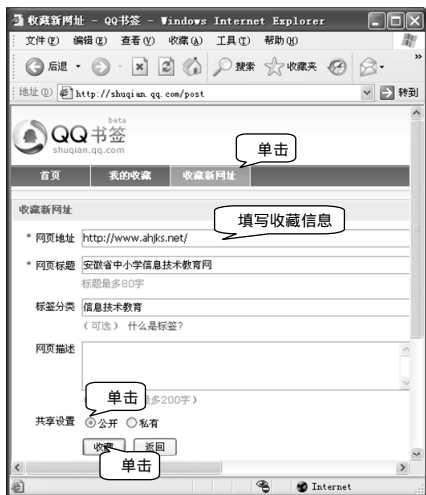 收藏新网址 - QQ书签 - Windows Internet Explorer
文件(F) 编辑(E) 查看(V) 收藏(A) 工具(T) 帮助(H)
后退 搜索 收藏夹 »
地址(D) http://shuqian.qq.com/post 转到
beta
QQ书签
shuqian.qq.com
单击
首页 我的收藏 收藏新网址
收藏新网址
填写收藏信息
* 网页地址 http://www.ahjks.net/
* 网页标题 安徽省中小学信息技术教育网
标题最多80字
标签分类 信息技术教育
(可选) 什么是标签?
网页描述
单击 最多200字)
共享设置 公开 私有
收藏 返回
单击
Internet